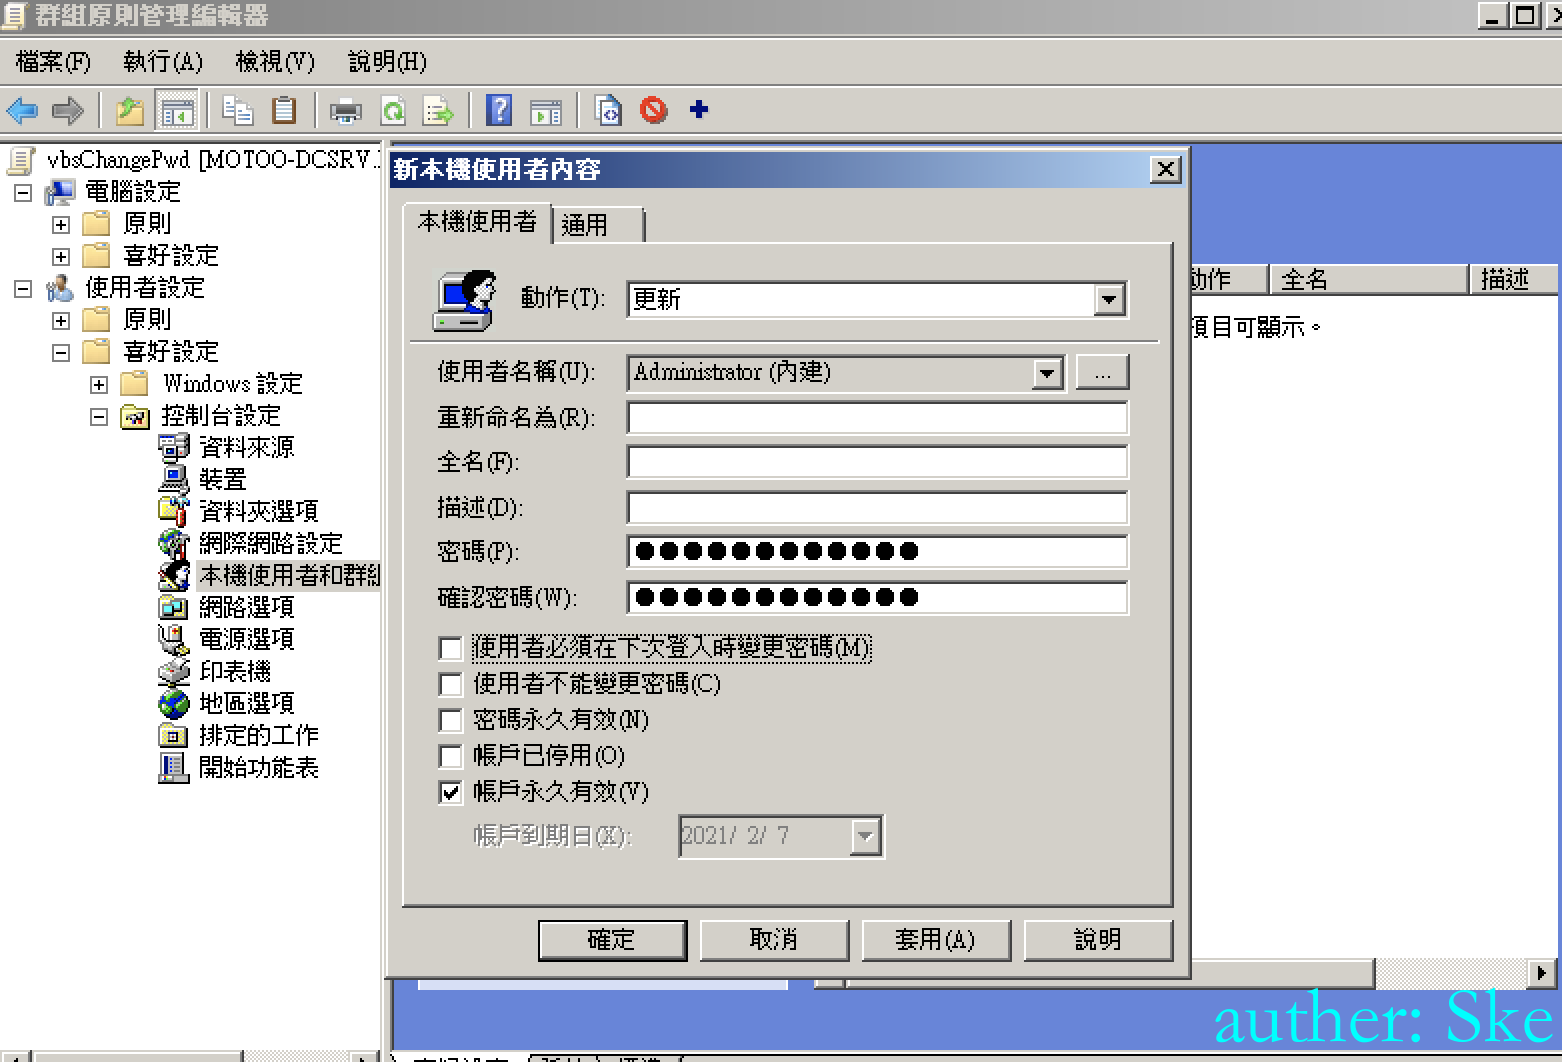 群組原則管理編輯器
檔案(F) 執行(A) 檢視(V) 說明(H)
vbsChangePwd [MOTOO-DCSRV.
電腦設定
原則
喜好設定
使用者設定
原則
喜好設定
Windows 設定
控制台設定
資料來源
裝置
資料夾選項
網際網路設定
本機使用者和群組
網路選項
電源選項
印表機
地區選項
排定的工作
開始功能表
新本機使用者內容
本機使用者 通用
動作(T): 更新
使用者名稱(U): Administrator (內建) ...
重新命名為(R):
全名(F):
描述(D):
密碼(P): ●●●●●●●●●●●●
確認密碼(W): ●●●●●●●●●●●●
使用者必須在下次登入時變更密碼(M)
使用者不能變更密碼(C)
密碼永久有效(N)
帳戶已停用(O)
帳戶永久有效(V)
帳戶到期日(X): 2021/ 2/ 7
確定 取消 套用(A) 說明
動作 全名 描述
項目可顯示。
auther: Ske